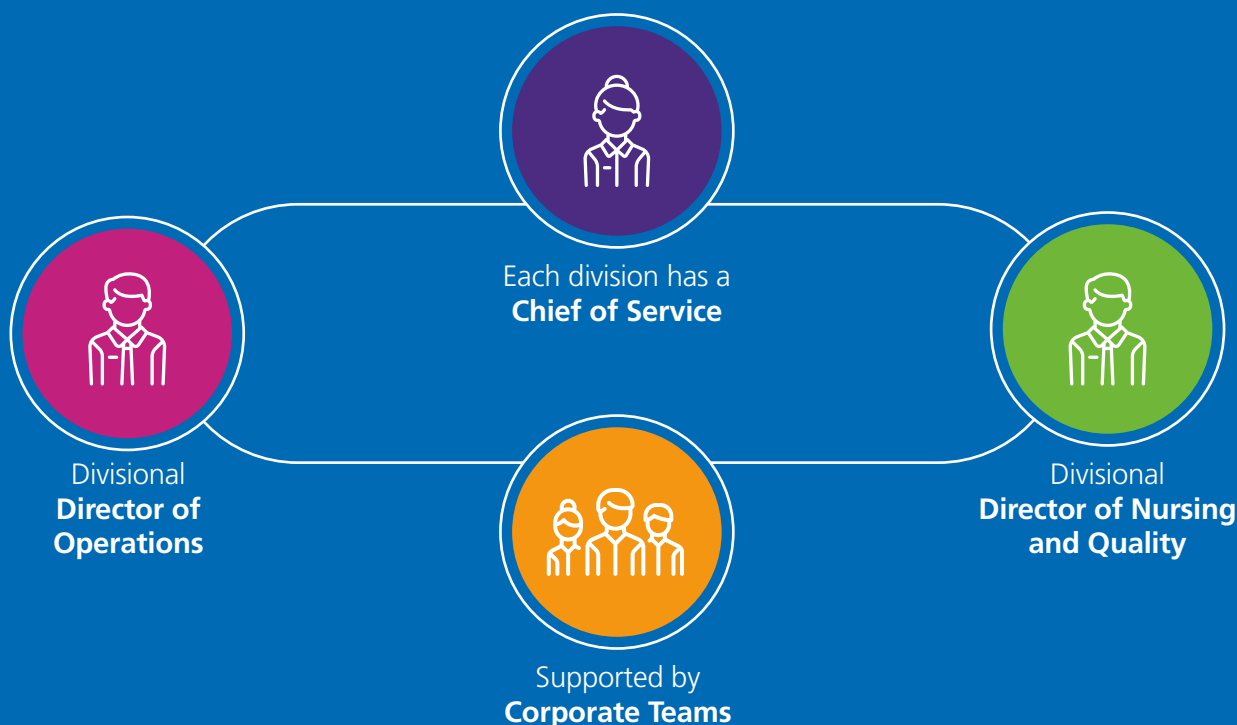 Each division has a
Chief of Service
Divisional
Director of
Operations
Divisional
Director of Nursing
and Quality
Supported by
Corporate Teams